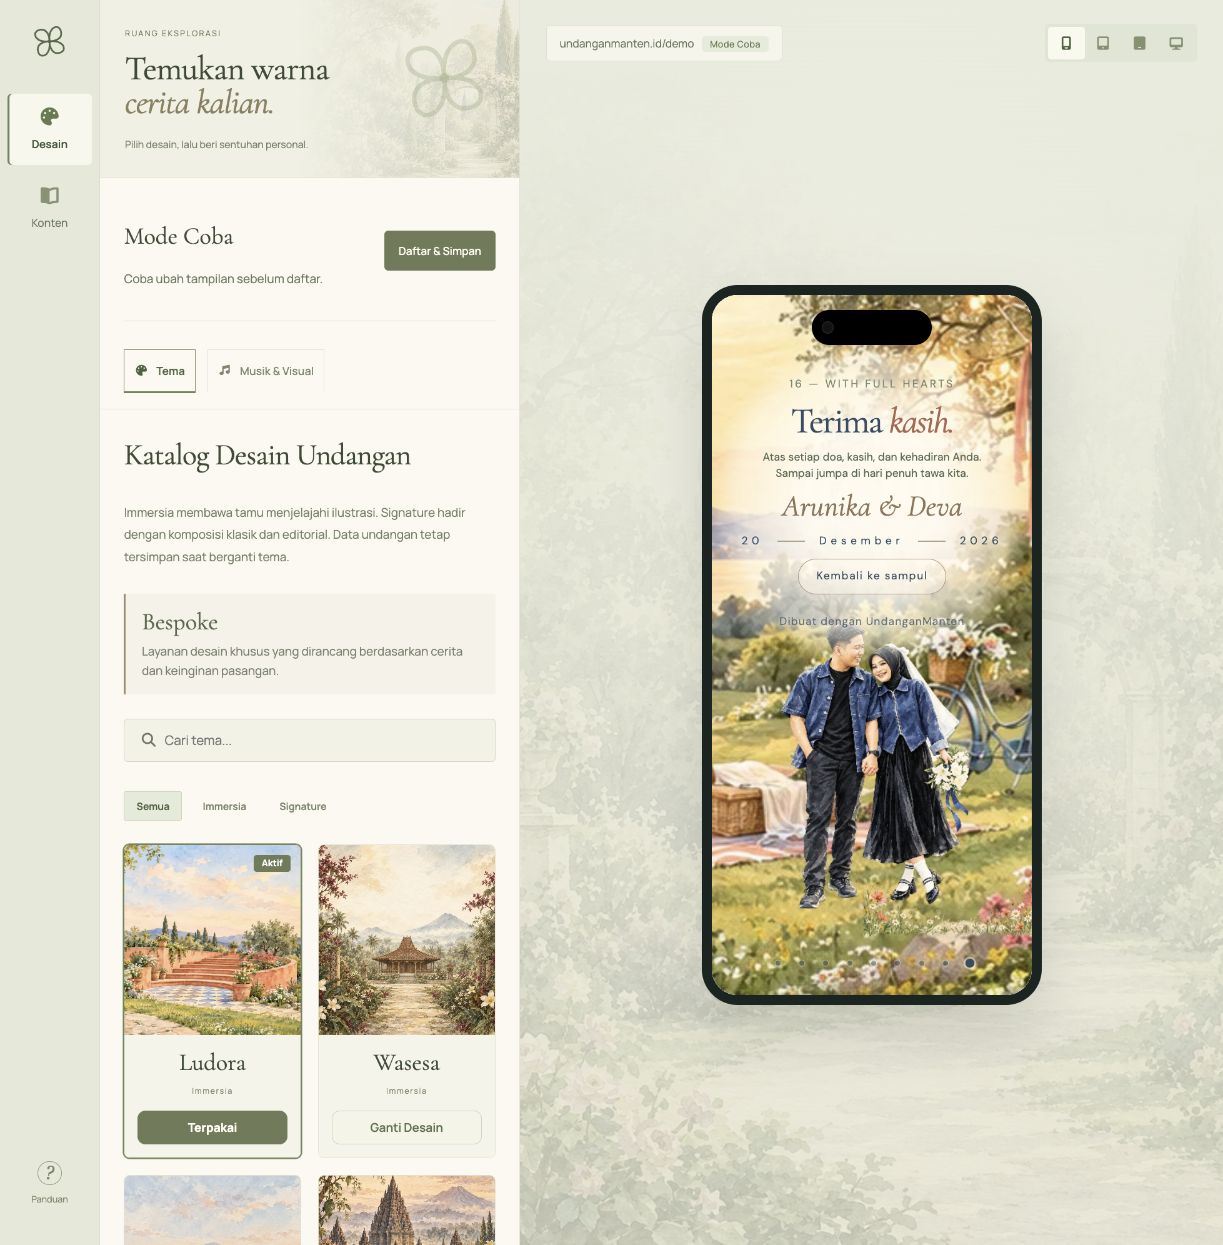 RUANG EKSPLORASI
Temukan warna
cerita kalian.
Pilih desain, lalu beri sentuhan personal.
Desain
Konten
Mode Coba
Coba ubah tampilan sebelum daftar.
Daftar & Simpan
Tema
Musik & Visual
Katalog Desain Undangan
Immersia membawa tamu menjelajahi ilustrasi. Signature hadir
dengan komposisi klasik dan editorial. Data undangan tetap
tersimpan saat berganti tema.
Bespoke
Layanan desain khusus yang dirancang berdasarkan cerita
dan keinginan pasangan.
Cari tema...
Semua
Immersia
Signature
Aktif
Ludora
Immersia
Terpakai
Wasesa
Immersia
Ganti Desain
?
Panduan
undanganmanten.id/demo
Mode Coba
16 — WITH FULL HEARTS
Terima kasih.
Atas setiap doa, kasih, dan kehadiran Anda.
Sampai jumpa di hari penuh tawa kita.
Arunika & Deva
20 — Desember — 2026
Kembali ke sampul
Dibuat dengan UndanganManten